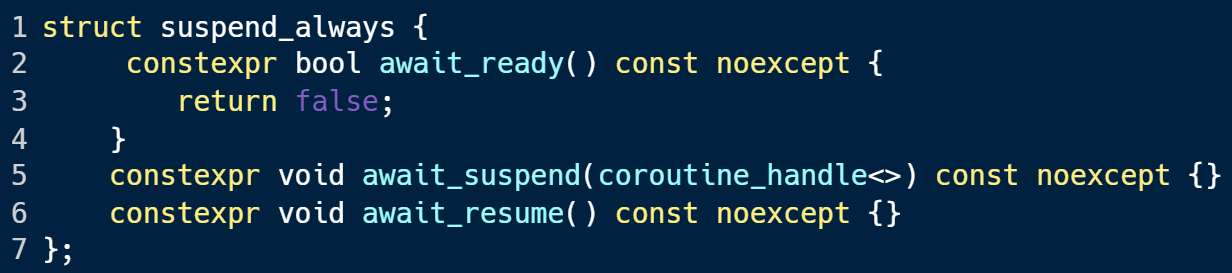 1 struct suspend_always {
2      constexpr bool await_ready() const noexcept {
3         return false;
4     }
5     constexpr void await_suspend(coroutine_handle<>) const noexcept {}
6     constexpr void await_resume() const noexcept {}
7 };